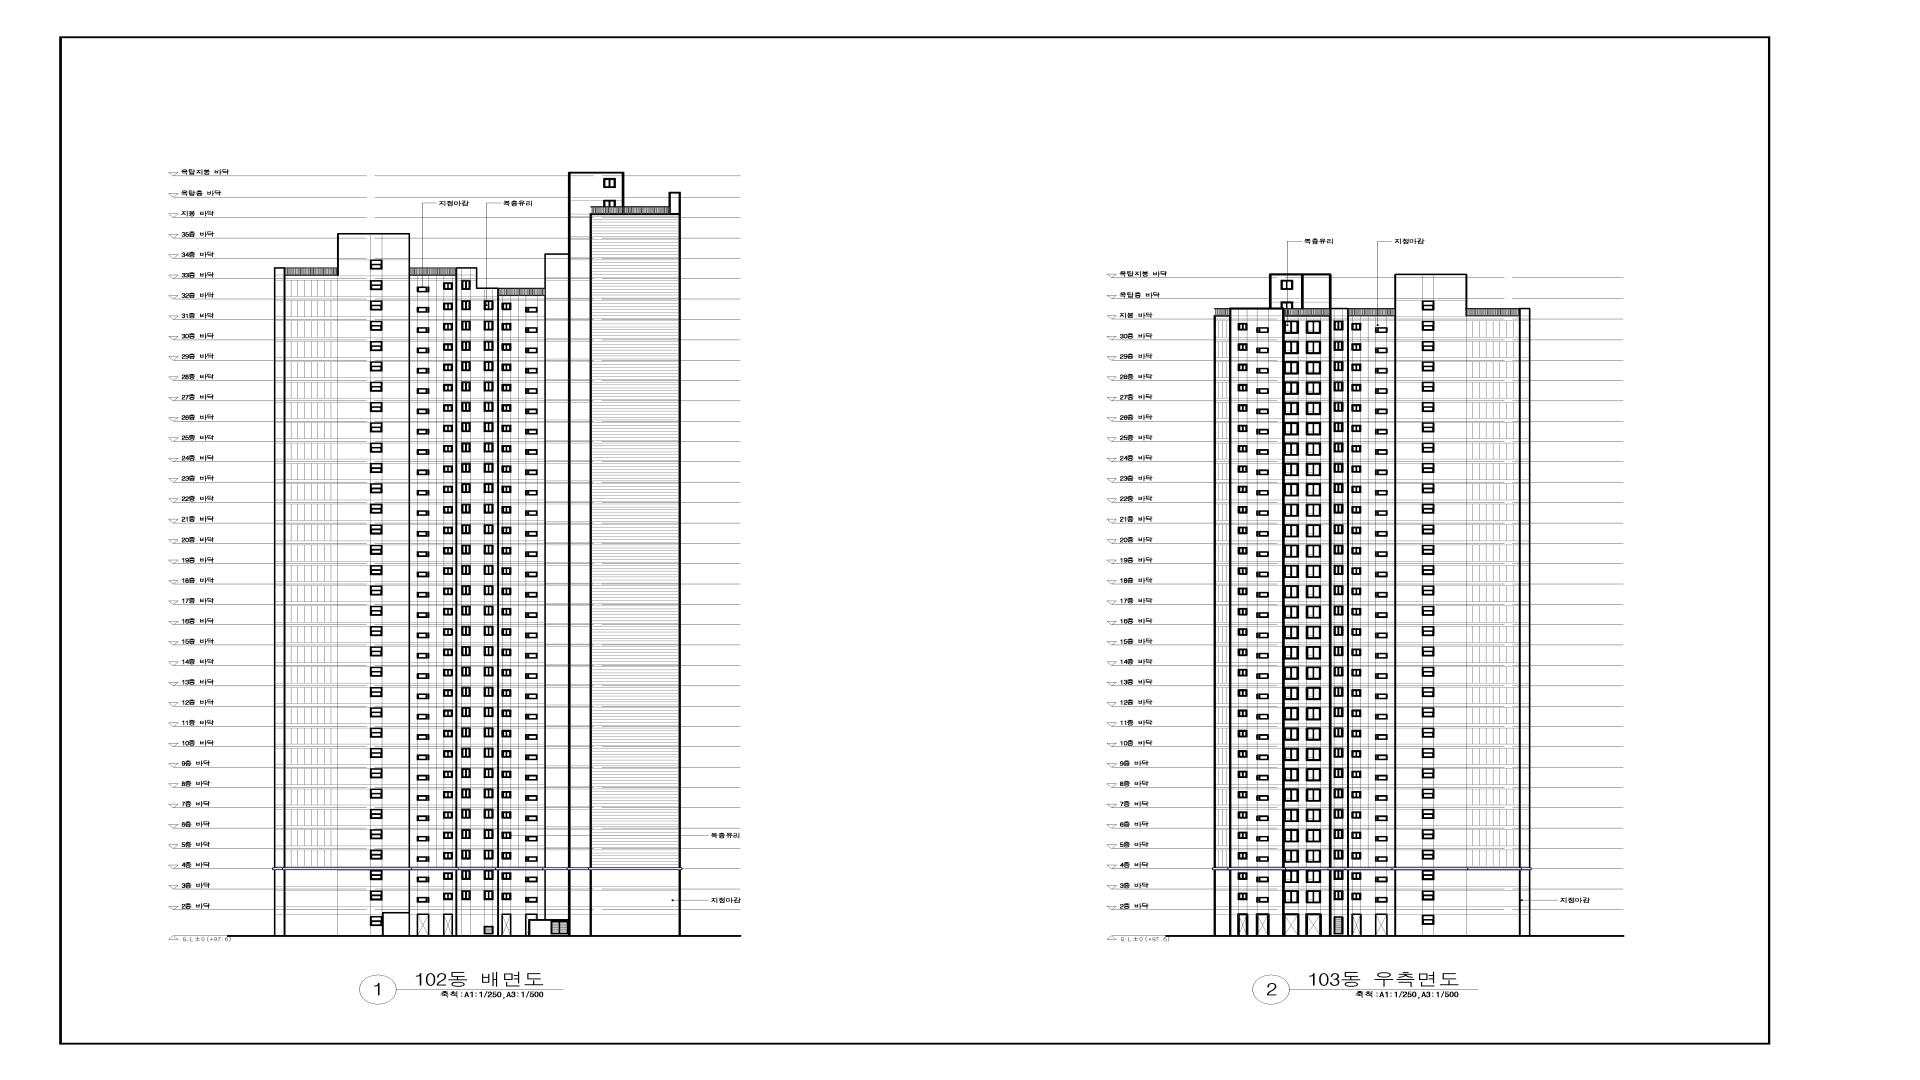 옥탑지붕 바닥
옥탑층 바닥
지붕 바닥
35층 바닥
34층 바닥
33층 바닥
32층 바닥
31층 바닥
30층 바닥
29층 바닥
28층 바닥
27층 바닥
26층 바닥
25층 바닥
24층 바닥
23층 바닥
22층 바닥
21층 바닥
20층 바닥
19층 바닥
18층 바닥
17층 바닥
16층 바닥
15층 바닥
14층 바닥
13층 바닥
12층 바닥
11층 바닥
10층 바닥
9층 바닥
8층 바닥
7층 바닥
6층 바닥
5층 바닥
4층 바닥
3층 바닥
2층 바닥
G.L±0(+97.6)
지정마감
복층유리
복층유리
지정마감
1
102동 배면도
축척 : A1: 1/250, A3: 1/500
옥탑지붕 바닥
옥탑층 바닥
지붕 바닥
30층 바닥
29층 바닥
28층 바닥
27층 바닥
26층 바닥
25층 바닥
24층 바닥
23층 바닥
22층 바닥
21층 바닥
20층 바닥
19층 바닥
18층 바닥
17층 바닥
16층 바닥
15층 바닥
14층 바닥
13층 바닥
12층 바닥
11층 바닥
10층 바닥
9층 바닥
8층 바닥
7층 바닥
6층 바닥
5층 바닥
4층 바닥
3층 바닥
2층 바닥
G.L±0(+97.6)
복층유리
지정마감
지정마감
2
103동 우측면도
축척 : A1: 1/250, A3: 1/500